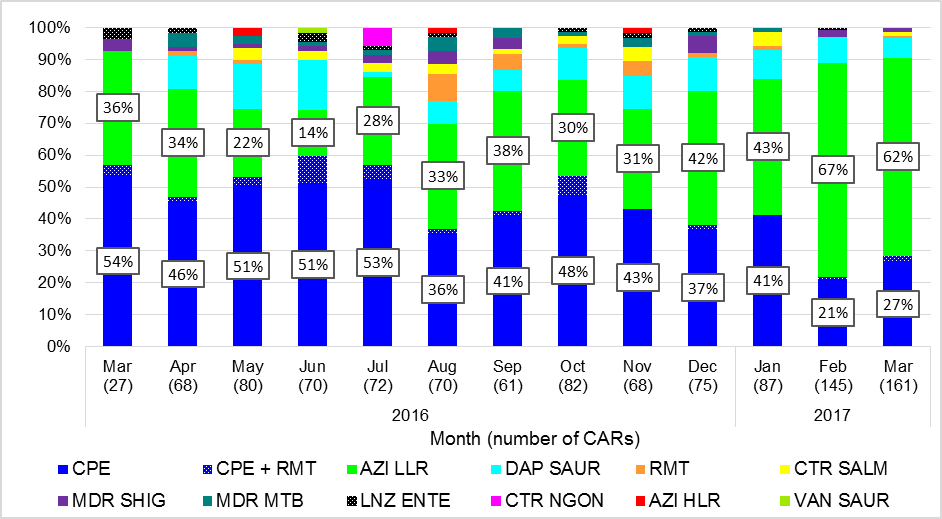 100%
90%
80%
70%
60%
50%
40%
30%
20%
10%
0%
36% 34% 22% 14% 28% 33% 38% 30% 31% 42% 43% 67% 62%
54% 46% 51% 51% 53% 36% 41% 48% 43% 37% 41% 21% 27%
Mar Apr May Jun Jul Aug Sep Oct Nov Dec Jan Feb Mar
(27) (68) (80) (70) (72) (70) (61) (82) (68) (75) (87) (145) (161)
2016 2017
Month (number of CARs)
CPE CPE + RMT AZI LLR DAP SAUR RMT CTR SALM
MDR SHIG MDR MTB LNZ ENTE CTR NGON AZI HLR VAN SAUR